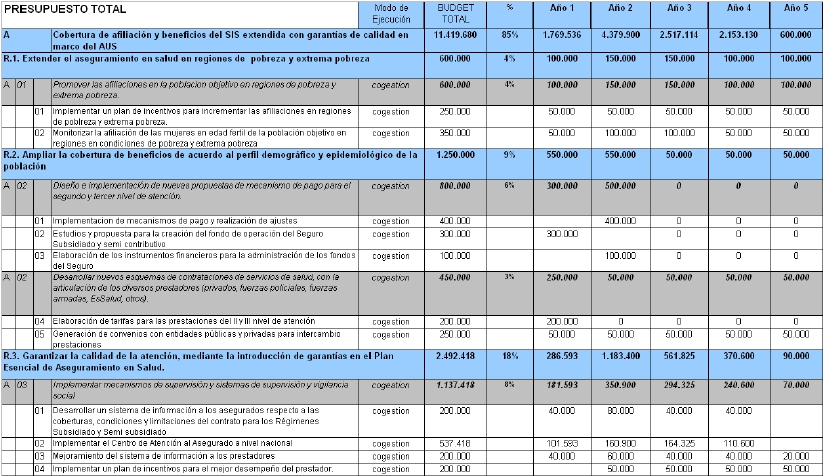 PRESUPUESTO TOTAL Modo de Ejecución BUDGET TOTAL % Año 1 Año 2 Año 3 Año 4 Año 5
A Cobertura de afiliación y beneficios del SIS extendida con garantías de calidad en 11.419.680 85% 1.769.536 4.379.900 2.517.114 2.153.130 600.000
marco del AUS
R.1. Extender el aseguramiento en salud en regiones de pobreza y extrema pobreza 600.000 4% 100.000 150.000 150.000 100.000 100.000
A 01 Promover las afiliaciones en la poblacion objetivo en regiones de pobreza y cogestion 600.000 4% 100.000 150.000 150.000 100.000 100.000
extrema pobreza.
01 Implementar un plan de incentivos para incrementar las afiliaciones en regiones cogestion 250.000 50.000 50.000 50.000 50.000 50.000
de poblreza y extrema pobreza.
02 Monitorizar la afiliación de las mujeres en edad fertil de la población objetivo en cogestion 350.000 50.000 100.000 100.000 50.000 50.000
regiones en condiciones de pobreza y extrema pobreza
R.2. Ampliar la cobertura de beneficios de acuerdo al perfil demográfico y epidemiológico de la 1.250.000 9% 550.000 550.000 50.000 50.000 50.000
población
A 02 Diseño e implementación de nuevas propuestas de mecanismo de pago para el cogestion 800.000 6% 300.000 500.000 0 0 0
segundo y tercer nivel de atención.
01 Implementacion de mecanismos de pago y realización de ajustes cogestion 400.000 400.000 0 0 0
02 Estudios y propuesta para la creación del fondo de operación del Seguro cogestion 300.000 300.000 0 0 0
Subsidiado y semi contributivo
03 Elaboración de los instrumentos financieros para la administración de los fondos cogestion 100.000 100.000 0 0 0
del Seguro
A 02 Desarrollar nuevos esquemas de contrataciones de servicios de salud, con la cogestion 450.000 3% 250.000 50.000 50.000 50.000 50.000
articulación de los diversos prestadores (privados, fuerzas policiales, fuerzas
armadas, EsSalud, otros).
04 Elaboración de tarifas para las prestaciones del II y III nivel de atención cogestion 200.000 200.000 0 0 0 0
05 Generación de convenios con entidades públicas y privadas para intercambio cogestion 250.000 50.000 50.000 50.000 50.000 50.000
prestaciones
R.3. Garantizar la calidad de la atención, mediante la introducción de garantías en el Plan 2.492.418 18% 286.593 1.183.400 561.825 370.600 90.000
Esencial de Aseguramiento en Salud.
A 03 Implementar mecanismos de supervisión y sistemas de supervisión y vigilancia cogestion 1.137.418 8% 181.593 350.900 294.325 240.600 70.000
social
01 Desarrollar un sistema de información a los asegurados respecto a las cogestion 200.000 40.000 80.000 40.000 40.000
coberturas, condiciones y limitaciones del contrato para los Régimenes
Subsidiado y Semi subsidiado
02 Implementar el Centro de Atención al Asegurado a nivel nacional cogestion 537.418 101.593 160.900 164.325 110.600
03 Mejoramiento del sistema de información a los prestadores cogestion 200.000 40.000 60.000 40.000 40.000 20.000
04 Implementar un plan de incentivos para el mejor desempeño del prestador. cogestion 200.000 50.000 50.000 50.000 50.000